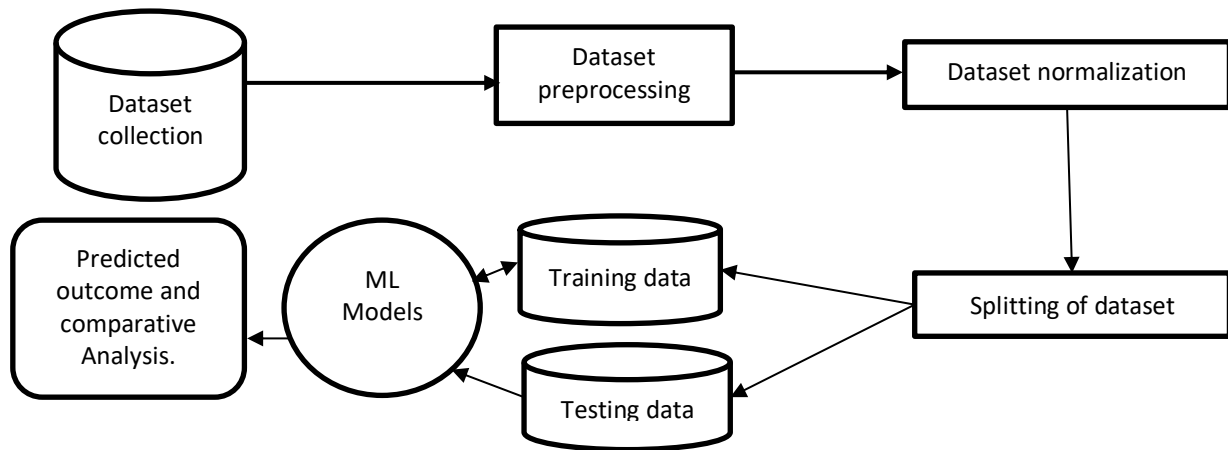 Dataset
collection
Dataset
preprocessing
Dataset normalization
Splitting of dataset
Training data
Testing data
ML
Models
Predicted
outcome and
comparative
Analysis.